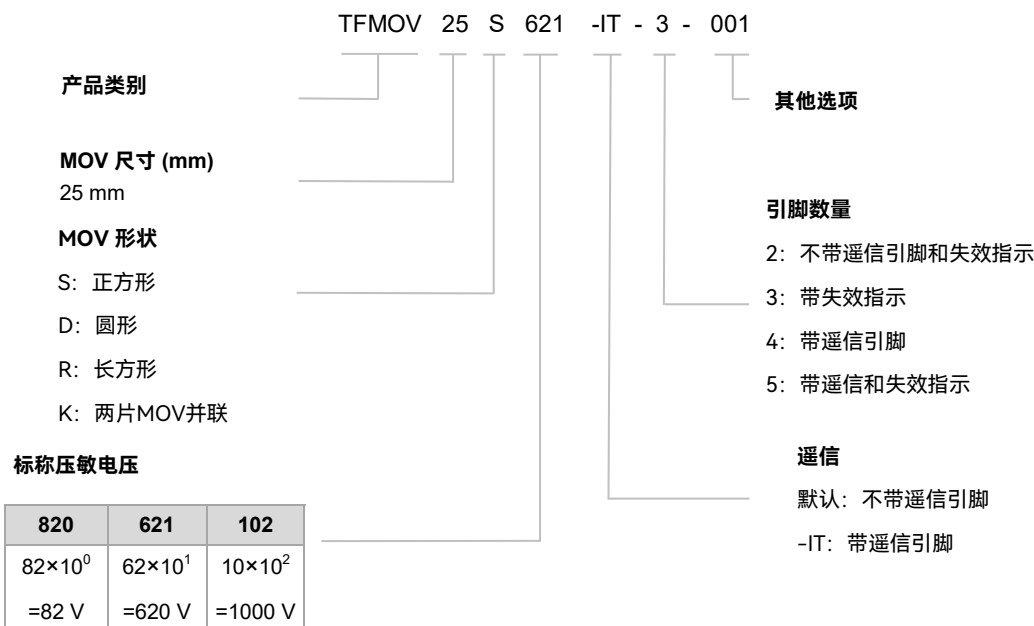 TFMOV 25 S 621 -IT - 3 - 001
产品类别
MOV 尺寸 (mm)
25 mm
MOV 形状
S：正方形
D：圆形
R：长方形
K：两片MOV并联
标称压敏电压
820 621 102
82×10⁰ 62×10¹ 10×10²
=82 V =620 V =1000 V
其他选项
引脚数量
2：不带遥信引脚和失效指示
3：带失效指示
4：带遥信引脚
5：带遥信和失效指示
遥信
默认：不带遥信引脚
-IT：带遥信引脚